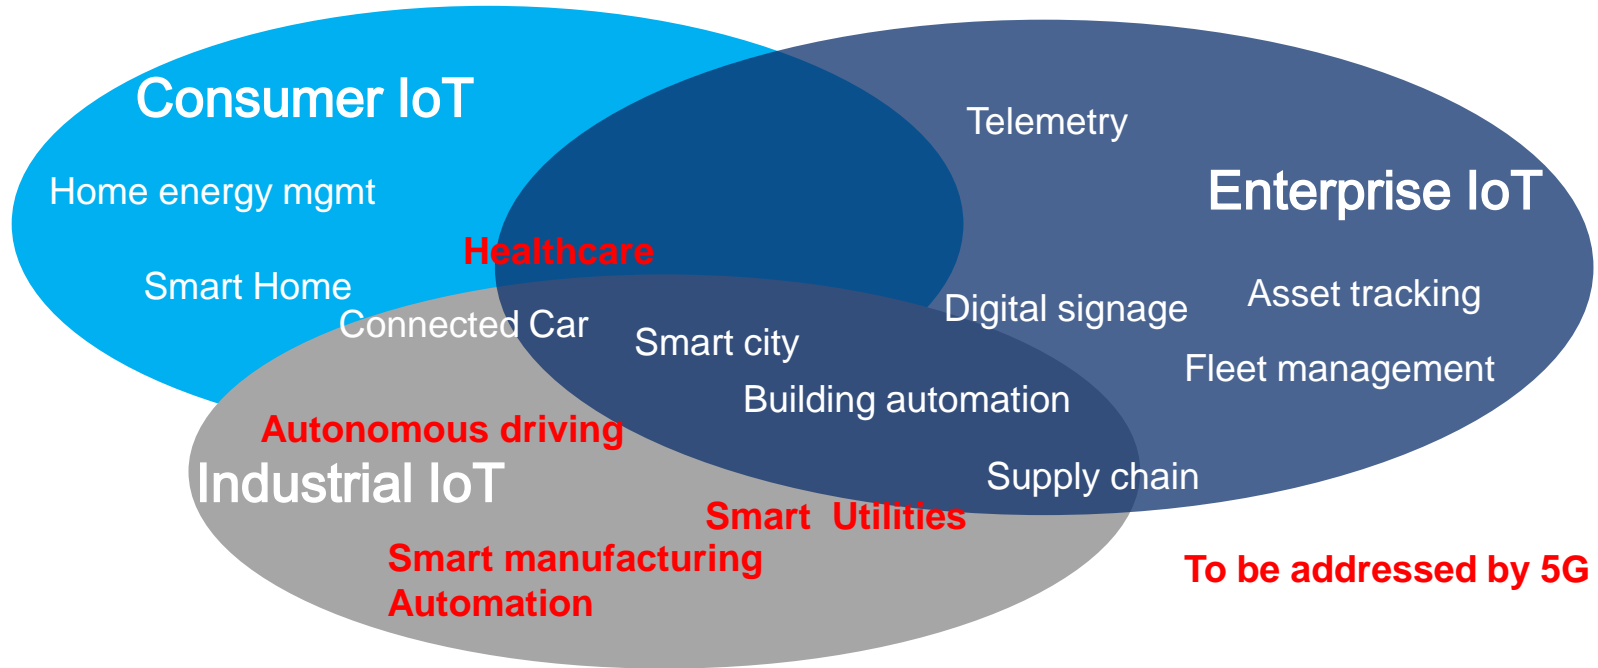 Consumer IoT
Telemetry
Home energy mgmt
Enterprise IoT
Healthcare
Smart Home
Connected Car
Smart city
Digital signage
Asset tracking
Fleet management
Building automation
Autonomous driving
Industrial IoT
Supply chain
Smart  Utilities
Smart manufacturing
Automation
To be addressed by 5G